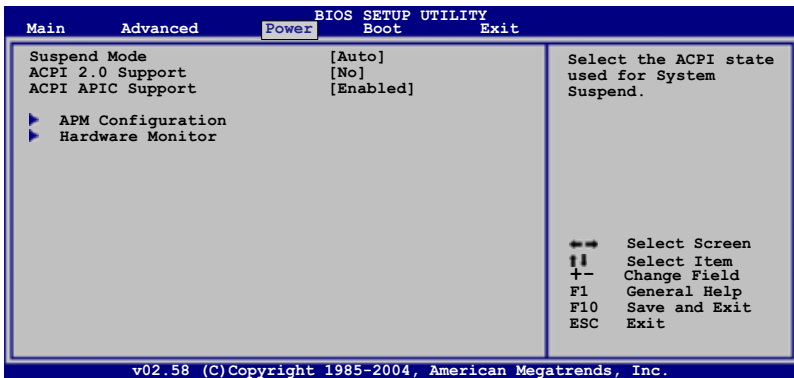 BIOS SETUP UTILITY
Main Advanced Power Boot Exit
Suspend Mode [Auto]
ACPI 2.0 Support [No]
ACPI APIC Support [Enabled]
APM Configuration
Hardware Monitor
Select the ACPI state
used for System
Suspend.
Select Screen
Select Item
+- Change Field
F1 General Help
F10 Save and Exit
ESC Exit
v02.58 (C)Copyright 1985-2004, American Megatrends, Inc.